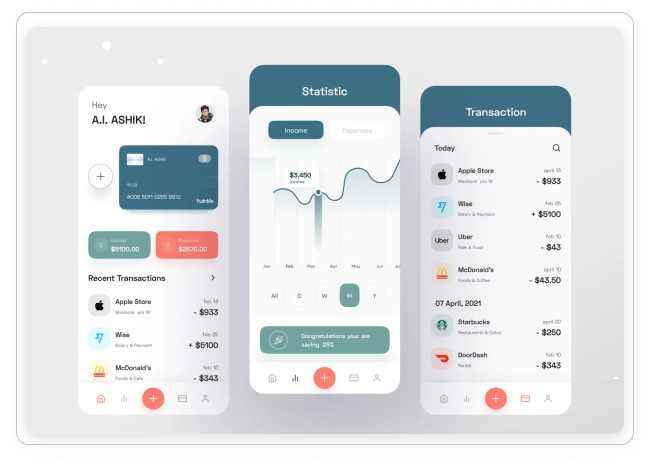 Hey
A.I. ASHIK!
A.I. ASHIK
4006 5011 0255 9972
Twinkle
Income
$5100.00
Expenses
$2570.00
Recent Transactions
Apple Store
feb 13
Macbook pro 16"
- $933
Wise
feb 25
Salary & Payment
+ $5100
McDonald's
feb 10
Foods & Cafe
- $343
Statistic
Income
Expenses
$3,450
Income
Jan
Feb
Mar
Apr
May
Jun
All
D
W
M
Y
Congratulations your are
saving 35%
Transaction
Today
Apple Store
april 13
Macbook pro 16"
- $933
Wise
feb 25
Salary & Payment
+ $5100
Uber
Uber
feb 10
Ride & Food
- $43
McDonald's
april 10
Foods & Coffee
- $43.50
07 April, 2021
Starbucks
april 22
Restaurants & Cafes
- $250
DoorDash
feb 10
Rental
- $343